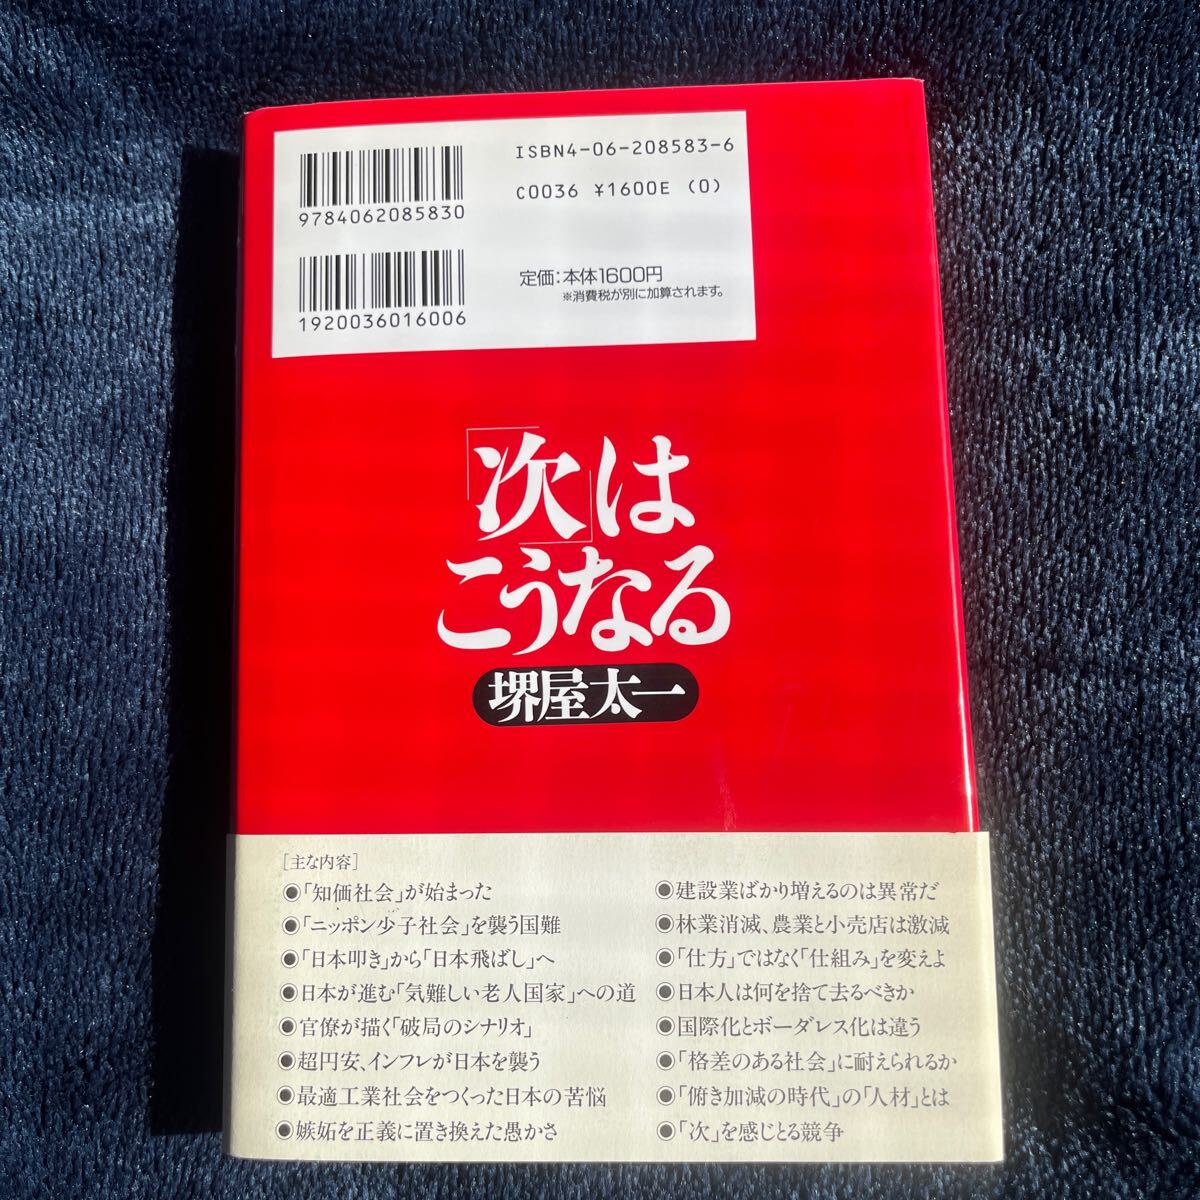 ISBN4-06-208583-6
C0036 ¥1600E (0)
9784062085830
定価:本体1600円
※消費税が別に加算されます。
1920036016006
「次」は
こうなる
堺屋太一
[主な内容]
◉「知価社会」が始まった
◉「ニッポン少子社会」を襲う国難
◉「日本叩き」から「日本飛ばし」へ
◉日本が進む「気難しい老人国家」への道
◉官僚が描く「破局のシナリオ」
◉超円安、インフレが日本を襲う
◉最適工業社会をつくった日本の苦悩
◉嫉妬を正義に置き換えた愚かさ
◉建設業ばかり増えるのは異常だ
◉林業消滅、農業と小売店は激減
◉「仕方」ではなく「仕組み」を変えよ
◉日本人は何を捨て去るべきか
◉国際化とボーダレス化は違う
◉「格差のある社会」に耐えられるか
◉「俯き加減の時代」の「人材」とは
◉「次」を感じとる競争